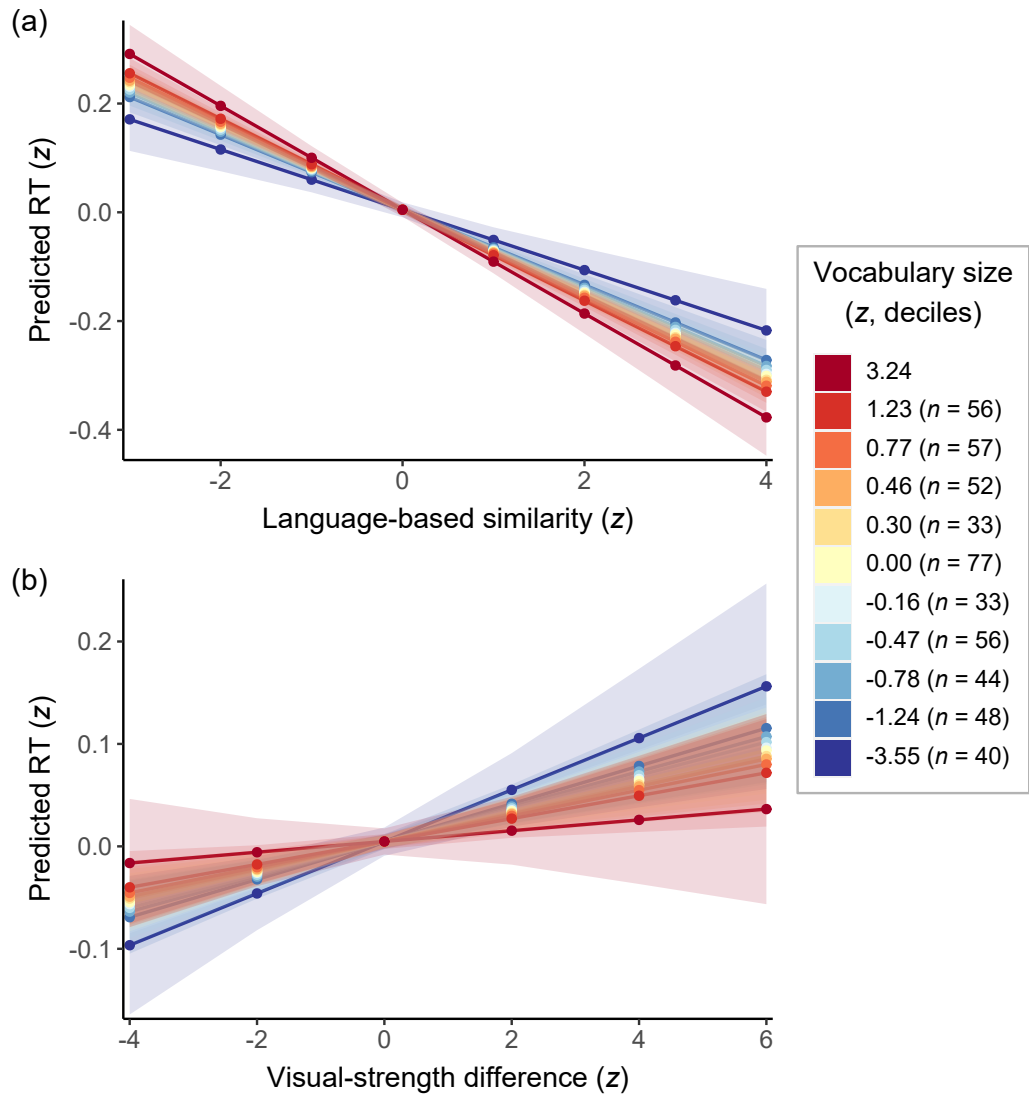 (a)
Predicted RT (z)
0.2
0.0
-0.2
-0.4
-2
0
2
4
Language-based similarity (z)
(b)
Predicted RT (z)
0.2
0.1
0.0
-0.1
-4
-2
0
2
4
6
Visual-strength difference (z)
Vocabulary size
(z, deciles)
3.24
1.23 (n = 56)
0.77 (n = 57)
0.46 (n = 52)
0.30 (n = 33)
0.00 (n = 77)
-0.16 (n = 33)
-0.47 (n = 56)
-0.78 (n = 44)
-1.24 (n = 48)
-3.55 (n = 40)